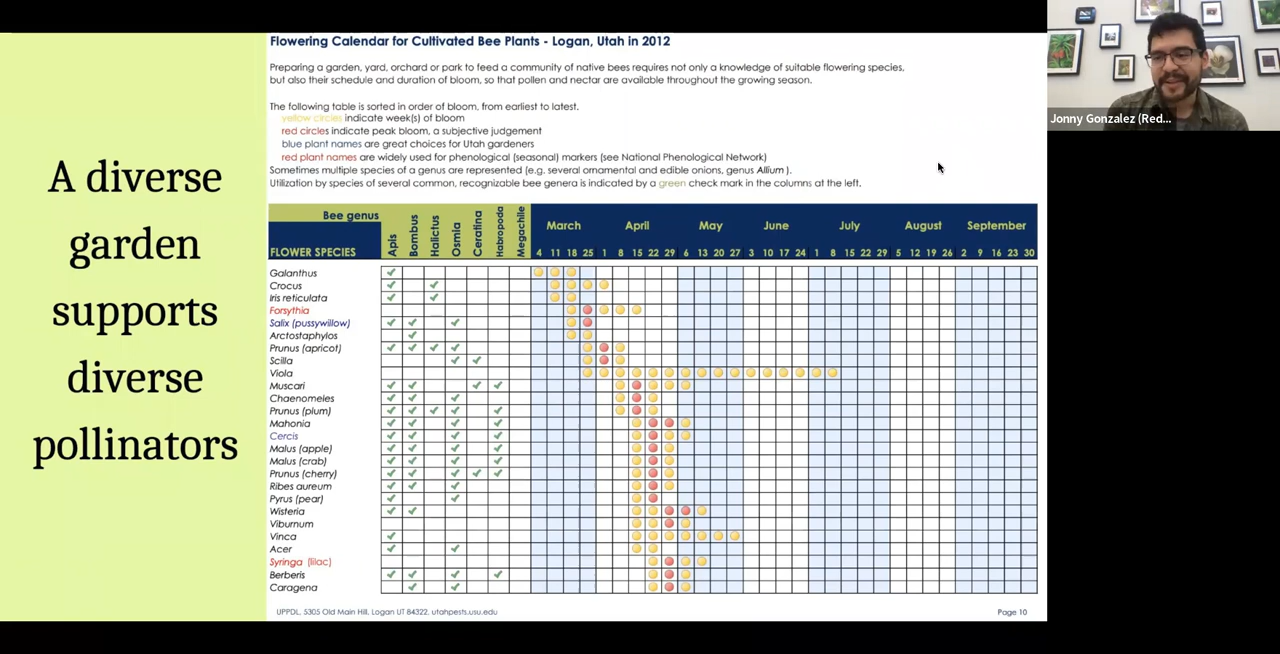 A diverse
garden
supports
diverse
pollinators
Flowering Calendar for Cultivated Bee Plants - Logan, Utah in 2012
Preparing a garden, yard, orchard or park to feed a community of native bees requires not only a knowledge of suitable flowering species,
but also their schedule and duration of bloom, so that pollen and nectar are available throughout the growing season.
The following table is sorted in order of bloom, from earliest to latest.
yellow circles indicate week(s) of bloom
red circles indicate peak bloom, a subjective judgement
blue plant names are great choices for Utah gardeners
red plant names are widely used for phenological (seasonal) markers (see National Phenological Network)
Sometimes multiple species of a genus are represented (e.g. several ornamental and edible onions, genus Allium ).
Utilization by species of several common, recognizable bee genera is indicated by a green check mark in the columns at the left.
Bee genus
FLOWER SPECIES
Apis
Bombus
Halictus
Osmia
Ceratina
Habropoda
Megachile
March April May June July August September
4 11 18 25 1 8 15 22 29 6 13 20 27 3 10 17 24 1 8 15 22 29 5 12 19 26 2 9 16 23 30
Galanthus
Crocus
Iris reticulata
Forsythia
Salix (pussywillow)
Arctostaphylos
Prunus (apricot)
Scilla
Viola
Muscari
Chaenomeles
Prunus (plum)
Mahonia
Cercis
Malus (apple)
Malus (crab)
Prunus (cherry)
Ribes aureum
Pyrus (pear)
Wisteria
Viburnum
Vinca
Acer
Syringa (lilac)
Berberis
Caragena
UPPDL, 5305 Old Main Hill, Logan UT 84322, utahpests.usu.edu
Page 10
Jonny Gonzalez (Red...